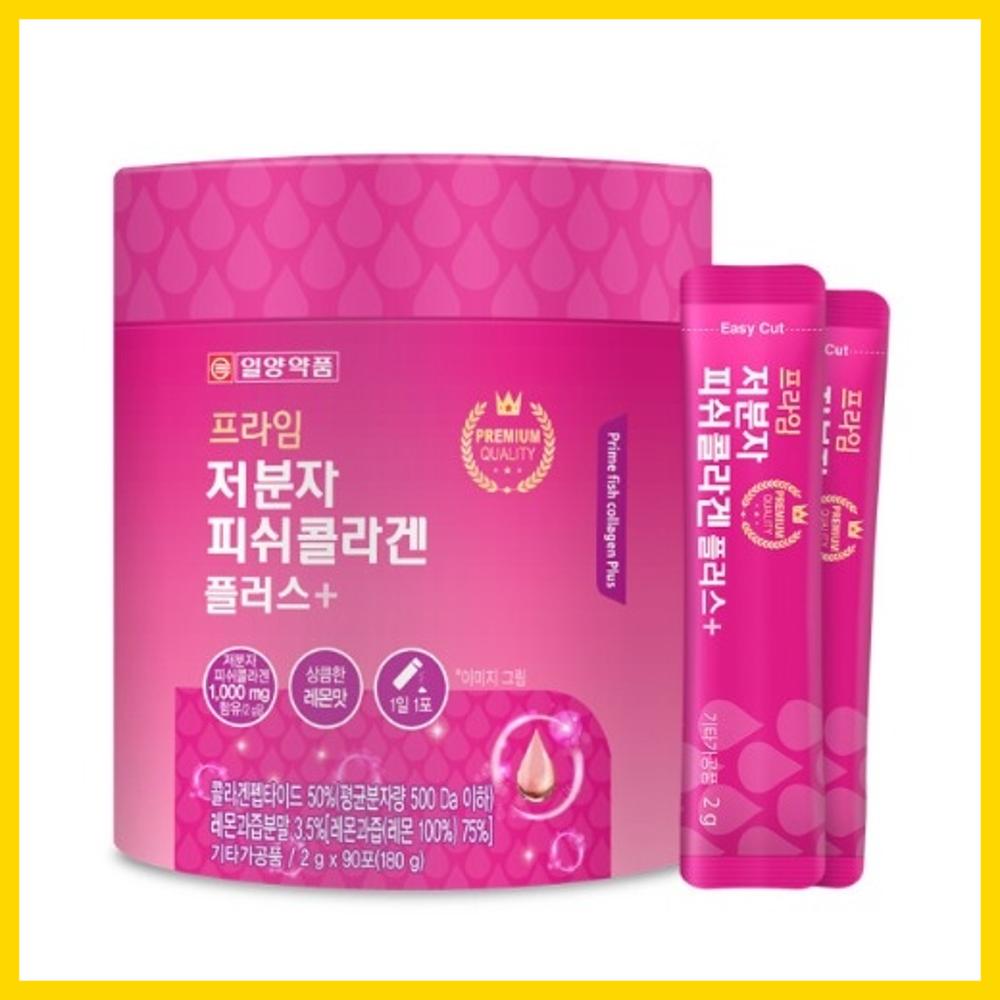 일양약품
프라임
저분자
피쉬콜라겐
플러스+
PREMIUM
QUALITY
Prime fish collagen Plus
저분자
피쉬콜라겐
1,000 mg
함유(2 g당)
상큼한
레몬맛
1일 1포
*이미지 그림
콜라겐펩타이드 50%(평균분자량 500 Da 이하)
레몬과즙분말 3.5%[레몬과즙(레몬 100%) 75%]
기타가공품 / 2 g x 90포(180 g)
Easy Cut
프라임
저분자
피쉬콜라겐 플러스+
PREMIUM
QUALITY
기타가공품 2 g
Cut
프라임
PREMIUM
QUALITY